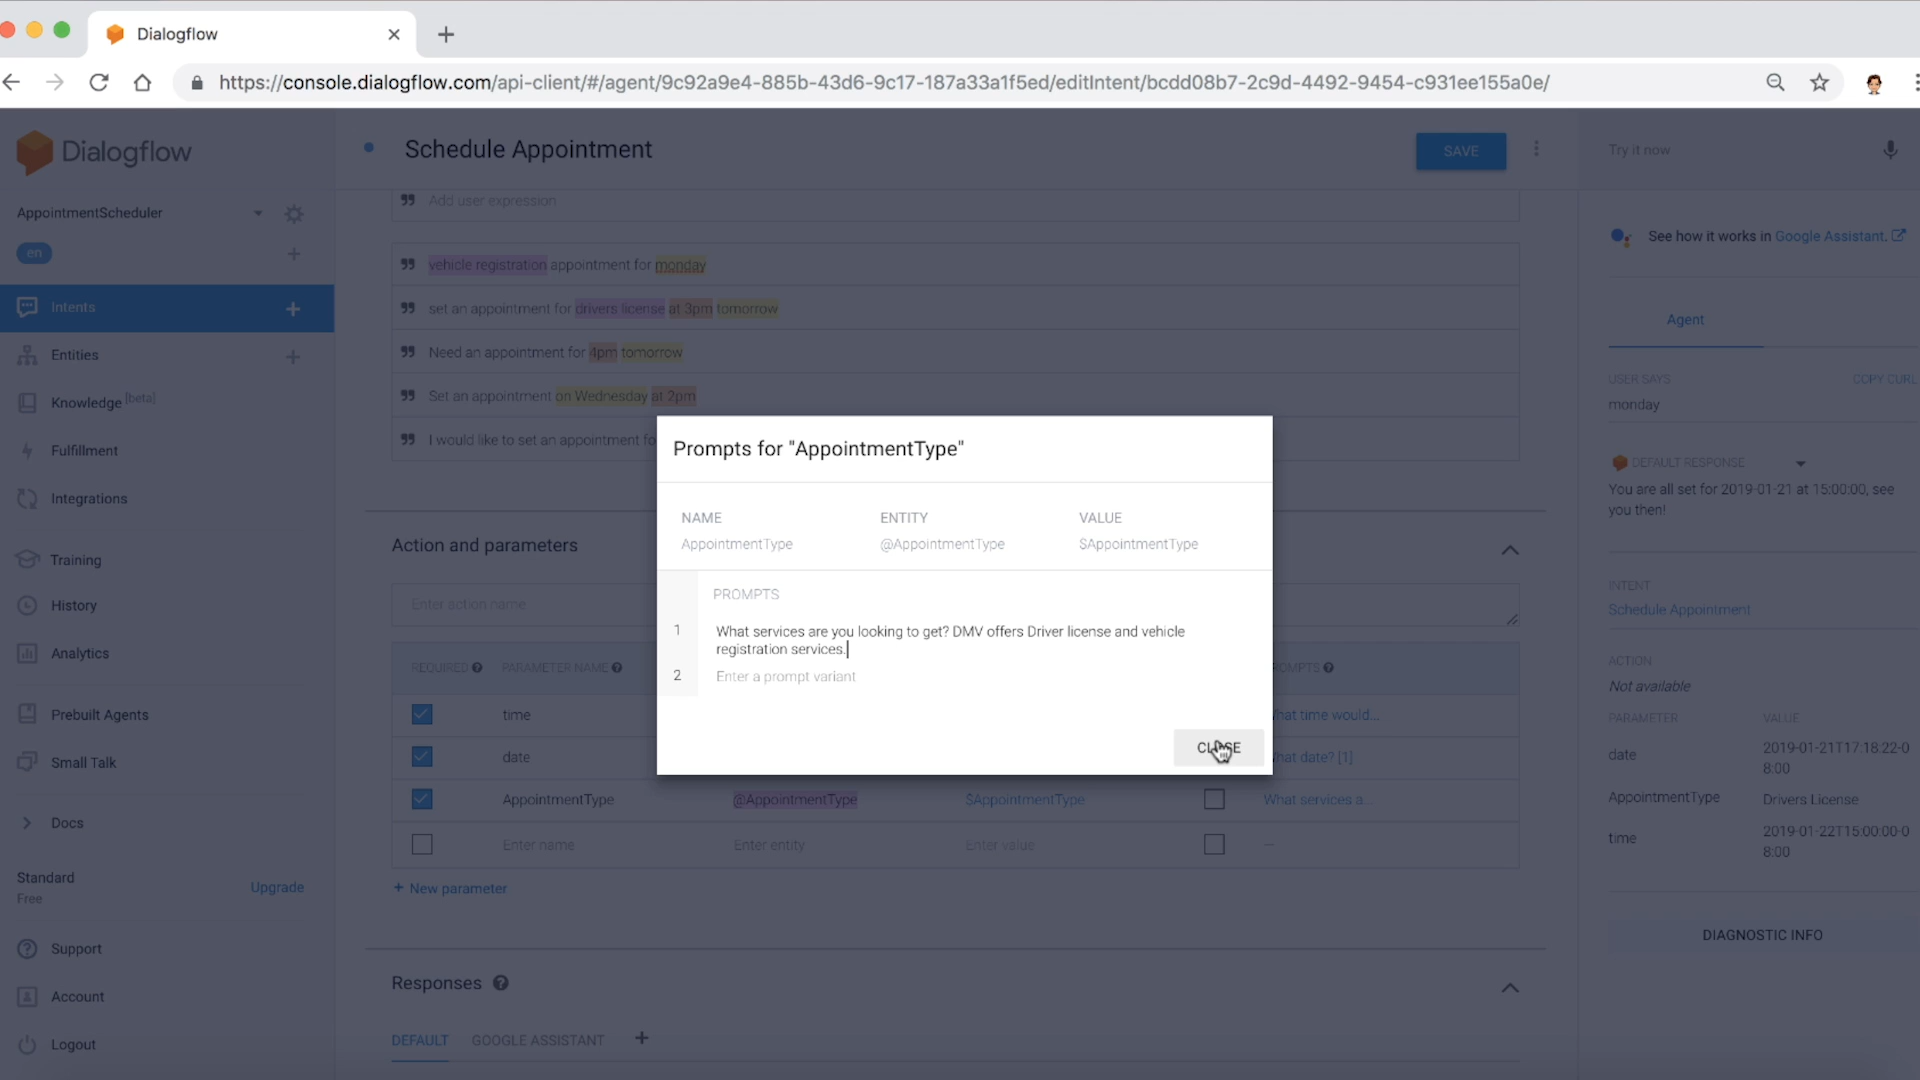 Dialogflow
https://console.dialogflow.com/api-client/#/agent/9c92a9e4-885b-43d6-9c17-187a33a1f5ed/editIntent/bcdd08b7-2c9d-4492-9454-c931ee155a0e/
Dialogflow
AppointmentScheduler
en
Intents
Entities
Knowledge [beta]
Fulfillment
Integrations
Training
History
Analytics
Prebuilt Agents
Small Talk
Docs
Standard
Free
Upgrade
Support
Account
Logout
Schedule Appointment
SAVE
Add user expression
vehicle registration appointment for monday
set an appointment for drivers license at 3pm tomorrow
Need an appointment for 4pm tomorrow
Set an appointment on Wednesday at 2pm
I would like to set an appointment
Prompts for "AppointmentType"
NAME ENTITY VALUE
AppointmentType @AppointmentType $AppointmentType
PROMPTS
1 What services are you looking to get? DMV offers Driver license and vehicle
registration services.
2 Enter a prompt variant
CLOSE
Action and parameters
Enter action name
REQUIRED PARAMETER NAME
time What time would...
date What date? [1]
AppointmentType @AppointmentType $AppointmentType What services a...
Enter name Enter entity Enter value —
+ New parameter
Responses
DEFAULT GOOGLE ASSISTANT
Try it now
See how it works in Google Assistant.
Agent
USER SAYS COPY CURL
monday
DEFAULT RESPONSE
You are all set for 2019-01-21 at 15:00:00, see
you then!
INTENT
Schedule Appointment
ACTION
Not available
PARAMETER VALUE
date 2019-01-21T17:18:22-0
8:00
AppointmentType Drivers License
time 2019-01-22T15:00:00-0
8:00
DIAGNOSTIC INFO